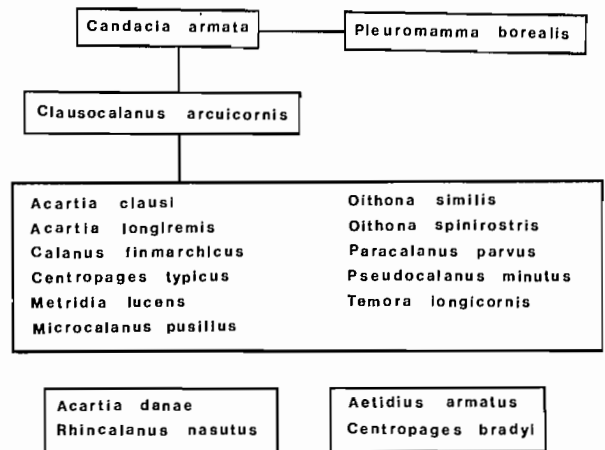 Candacia armata
Pleuromamma borealis
Clausocalanus arcuicornis
Acartia clausi
Acartia longiremis
Calanus finmarchicus
Centropages typicus
Metridia lucens
Microcalanus pusillus
Oithona similis
Oithona spinirostris
Paracalanus parvus
Pseudocalanus minutus
Temora longicornis
Acartia danae
Rhincalanus nasutus
Aetidius armatus
Centropages bradyi